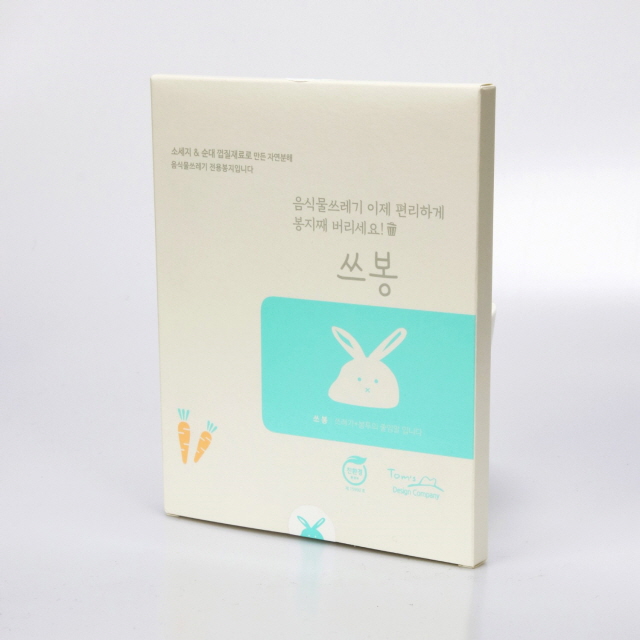 소세지 & 순대 껍질재료로 만든 자연분해
음식물쓰레기 전용봉지입니다
음식물쓰레기 이제 편리하게
봉지째 버리세요!
쓰봉
쓰봉
Design Company